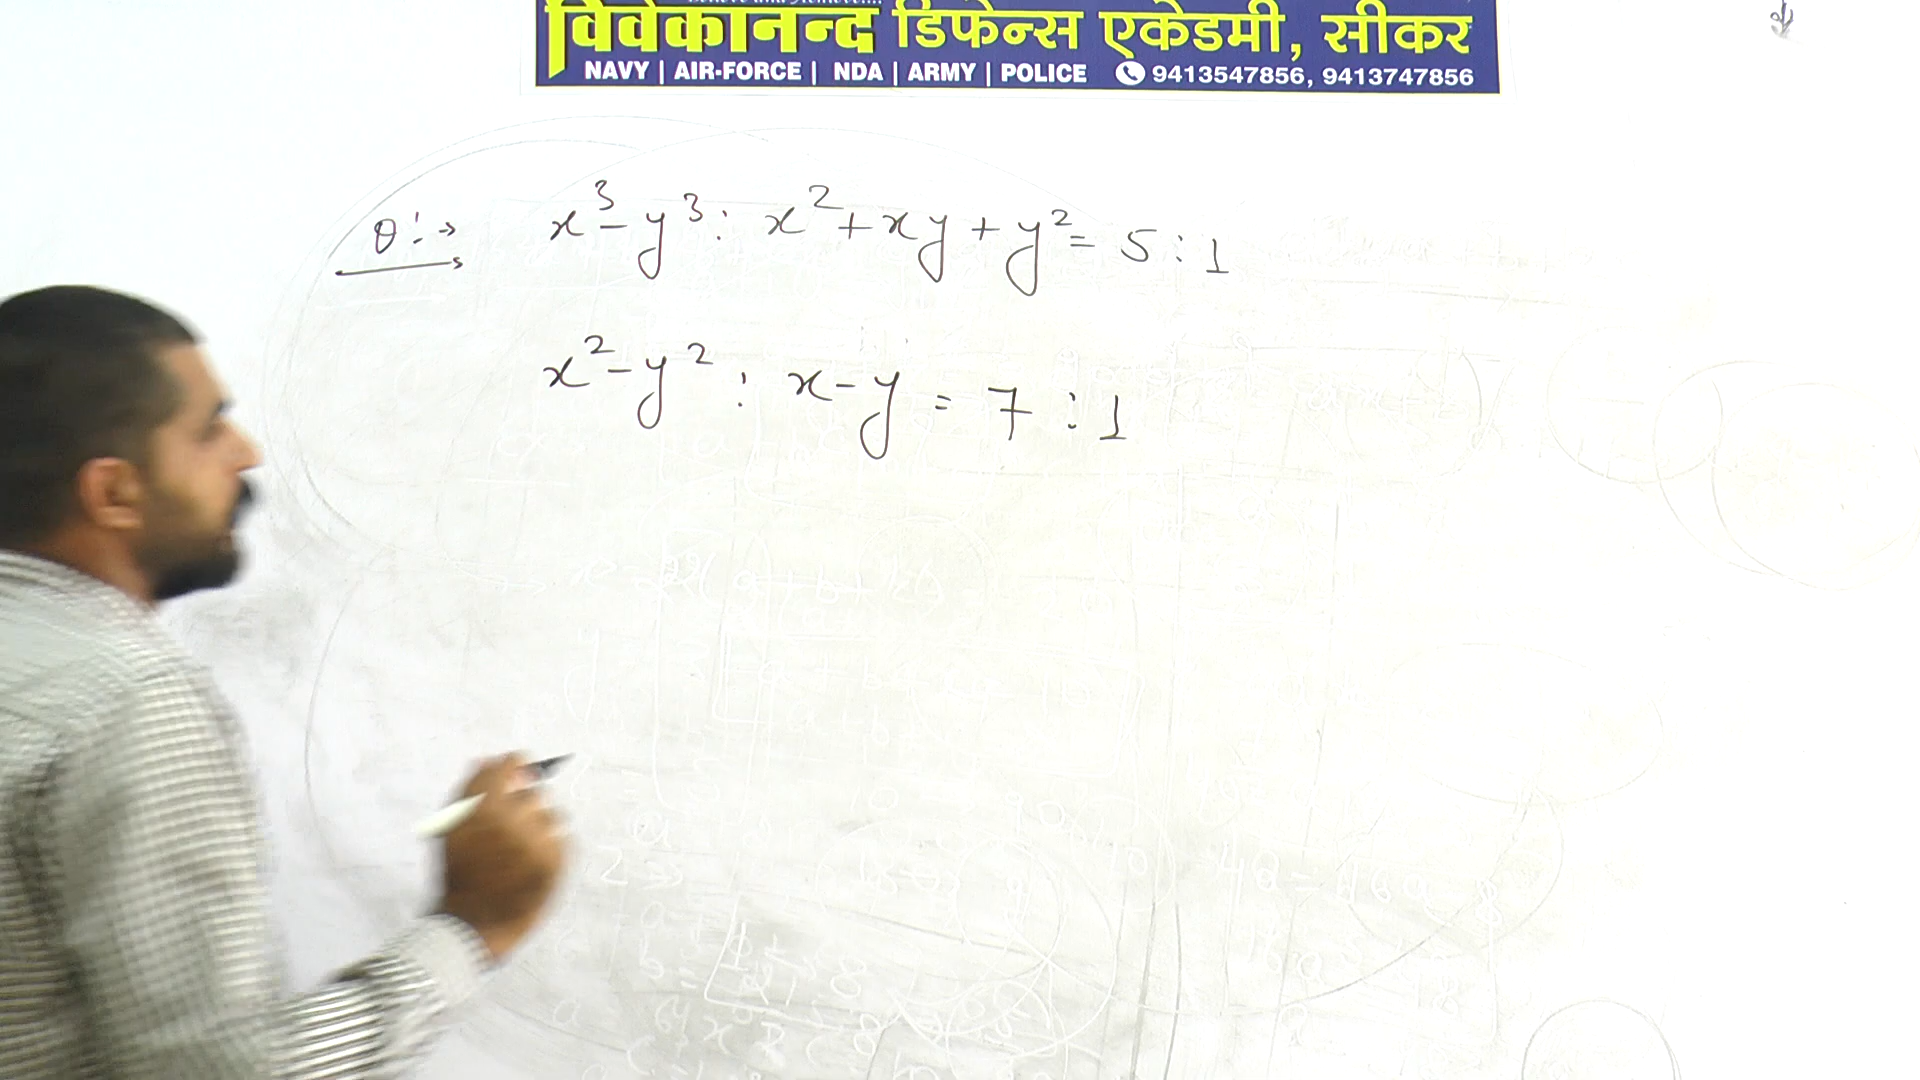 विवेकानन्द डिफेन्स एकेडमी, सीकर
NAVY | AIR-FORCE | NDA | ARMY | POLICE 9413547856, 9413747856
Q:→ x³-y³ : x²+xy+y² = 5 : 1
x²-y² : x-y = 7 : 1